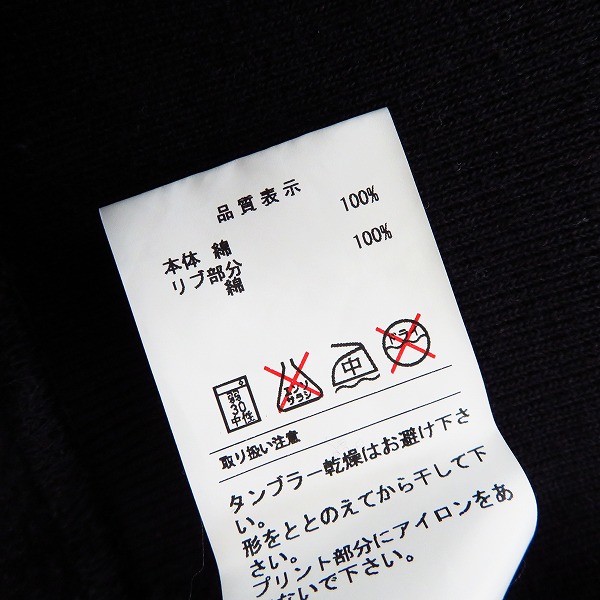 品質表示
本体 綿 100%
リブ部分
綿 100%
弱
30
中性
エンソ
サラシ
中
ドライ
取り扱い注意
タンブラー乾燥はお避け下さ
い。
形をととのえてから干して下
さい。
プリント部分にアイロンをあ
ないで下さい。